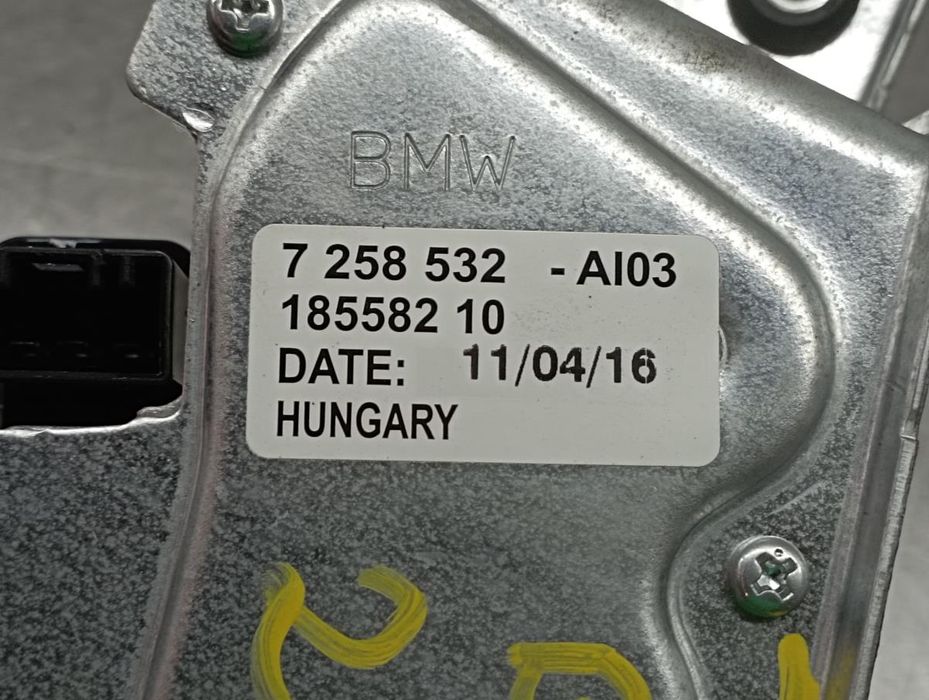 BMW
7 258 532 - AI03
185582 10
DATE: 11/04/16
HUNGARY